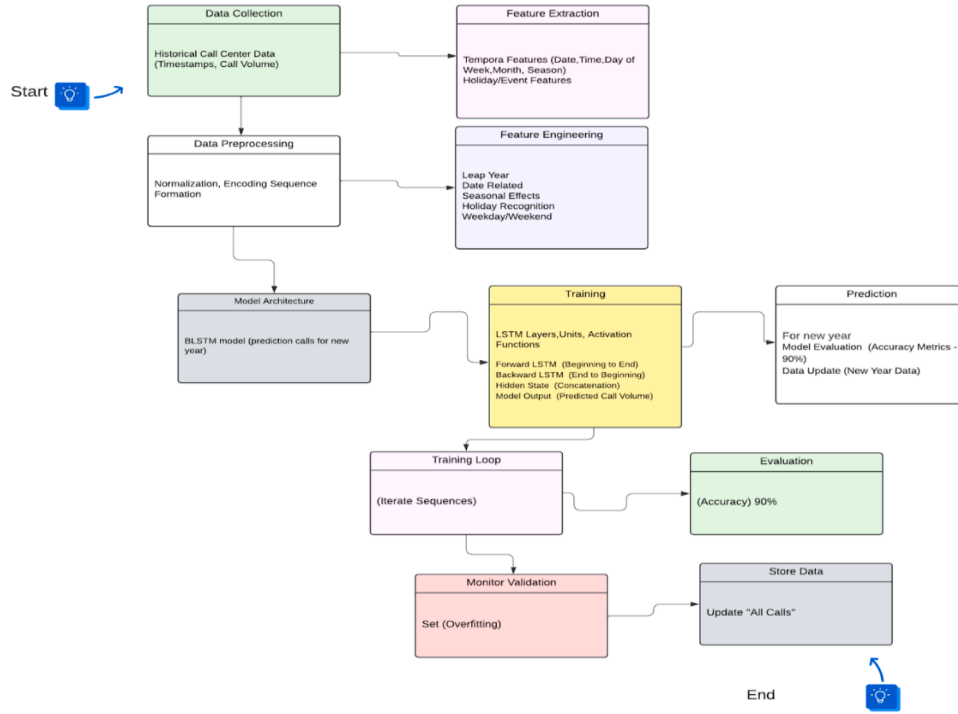 Data Collection
Historical Call Center Data
(Timestamps, Call Volume)
Feature Extraction
Tempora Features (Date,Time,Day of
Week,Month, Season)
Holiday/Event Features
Start
Data Preprocessing
Normalization, Encoding Sequence
Formation
Feature Engineering
Leap Year
Date Related
Seasonal Effects
Holiday Recognition
Weekday/Weekend
Model Architecture
BLSTM model (prediction calls for new
year)
Training
LSTM Layers,Units, Activation
Functions
Forward LSTM (Beginning to End)
Backward LSTM (End to Beginning)
Hidden State (Concatenation)
Model Output (Predicted Call Volume)
Prediction
For new year
Model Evaluation (Accuracy Metrics -
90%)
Data Update (New Year Data)
Training Loop
(Iterate Sequences)
Evaluation
(Accuracy) 90%
Monitor Validation
Set (Overfitting)
Store Data
Update "All Calls"
End